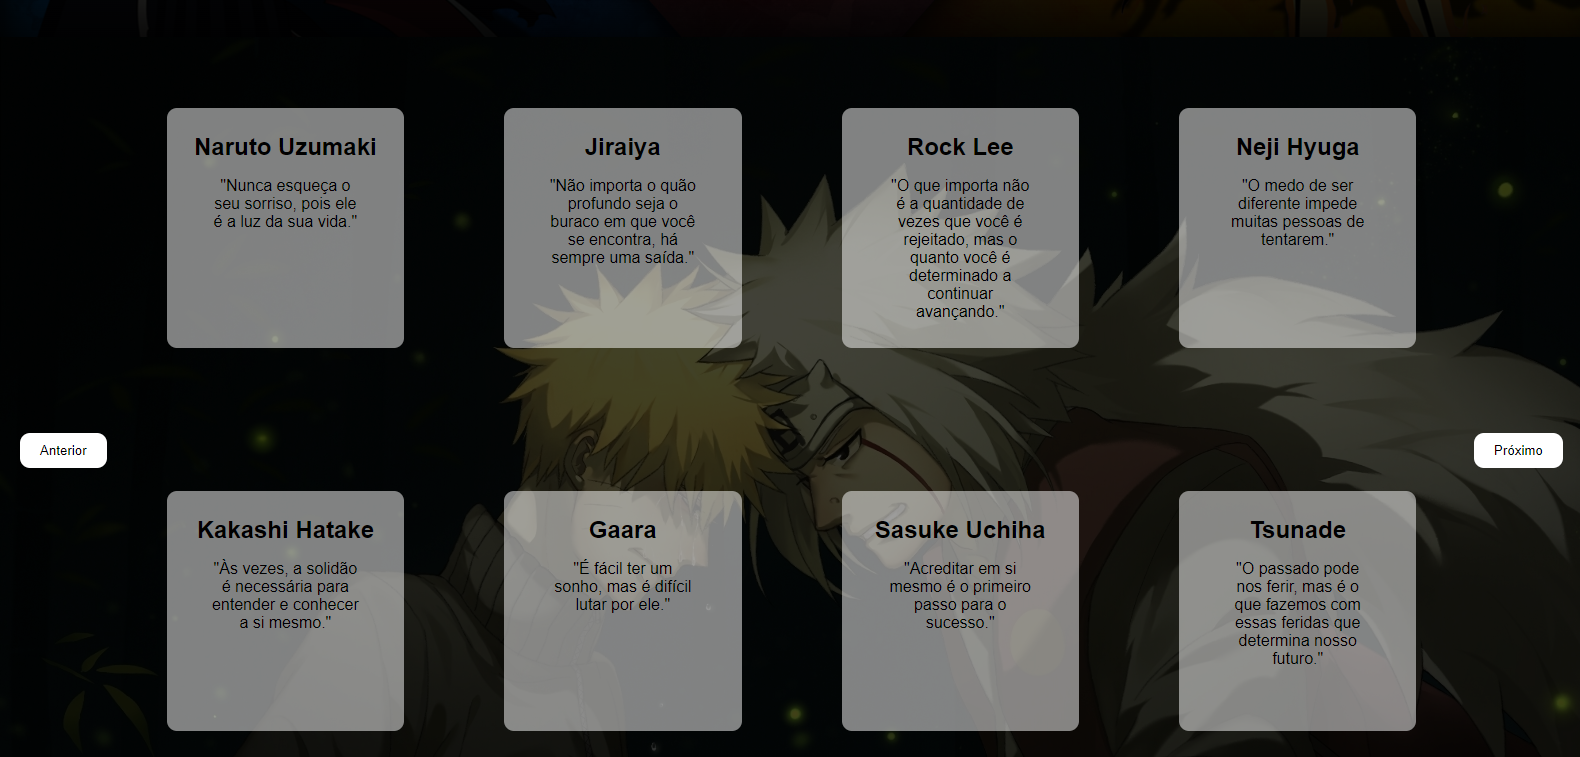 Naruto Uzumaki
"Nunca esqueça o
seu sorriso, pois ele
é a luz da sua vida."
Jiraiya
"Não importa o quão
profundo seja o
buraco em que você
se encontra, há
sempre uma saída."
Rock Lee
"O que importa não
é a quantidade de
vezes que você é
rejeitado, mas o
quanto você é
determinado a
continuar
avançando."
Neji Hyuga
"O medo de ser
diferente impede
muitas pessoas de
tentarem."
Anterior
Próximo
Kakashi Hatake
"Às vezes, a solidão
é necessária para
entender e conhecer
a si mesmo."
Gaara
"É fácil ter um
sonho, mas é difícil
lutar por ele."
Sasuke Uchiha
"Acreditar em si
mesmo é o primeiro
passo para o
sucesso."
Tsunade
"O passado pode
nos ferir, mas é o
que fazemos com
essas feridas que
determina nosso
futuro."